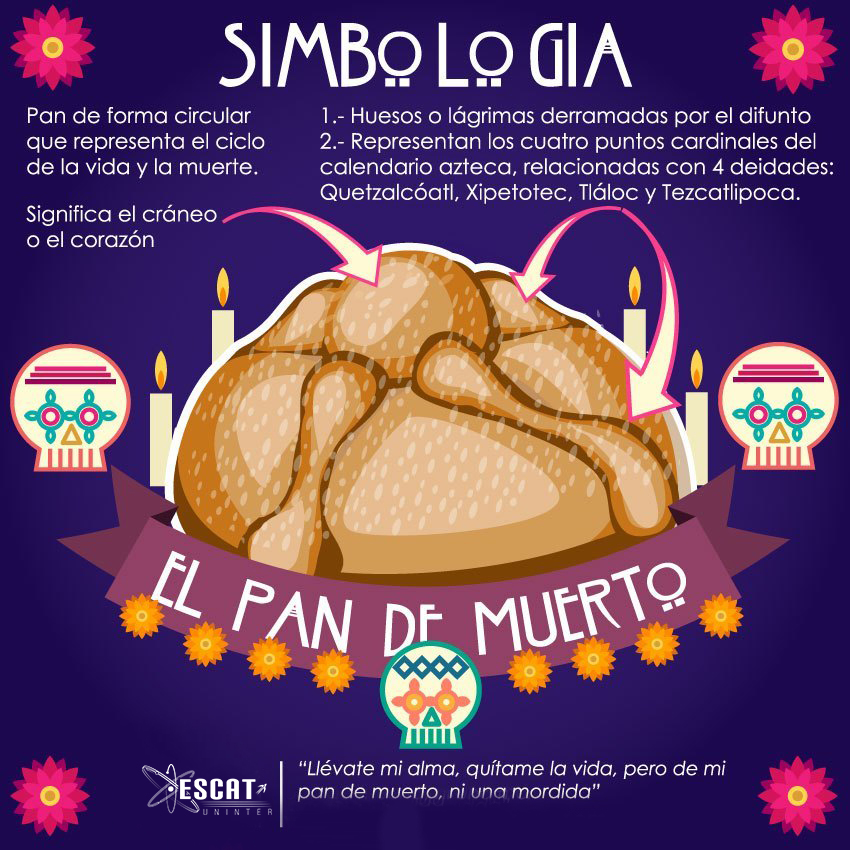 SIMBOLOGIA
Pan de forma circular
que representa el ciclo
de la vida y la muerte.
Significa el cráneo
o el corazón
1.- Huesos o lágrimas derramadas por el difunto
2.- Representan los cuatro puntos cardinales del
calendario azteca, relacionadas con 4 deidades:
Quetzalcóatl, Xipetotec, Tláloc y Tezcatlipoca.
EL PAN DE MUERTO
ESCAT
UNINTER
“Llévate mi alma, quítame la vida, pero de mi
pan de muerto, ni una mordida”